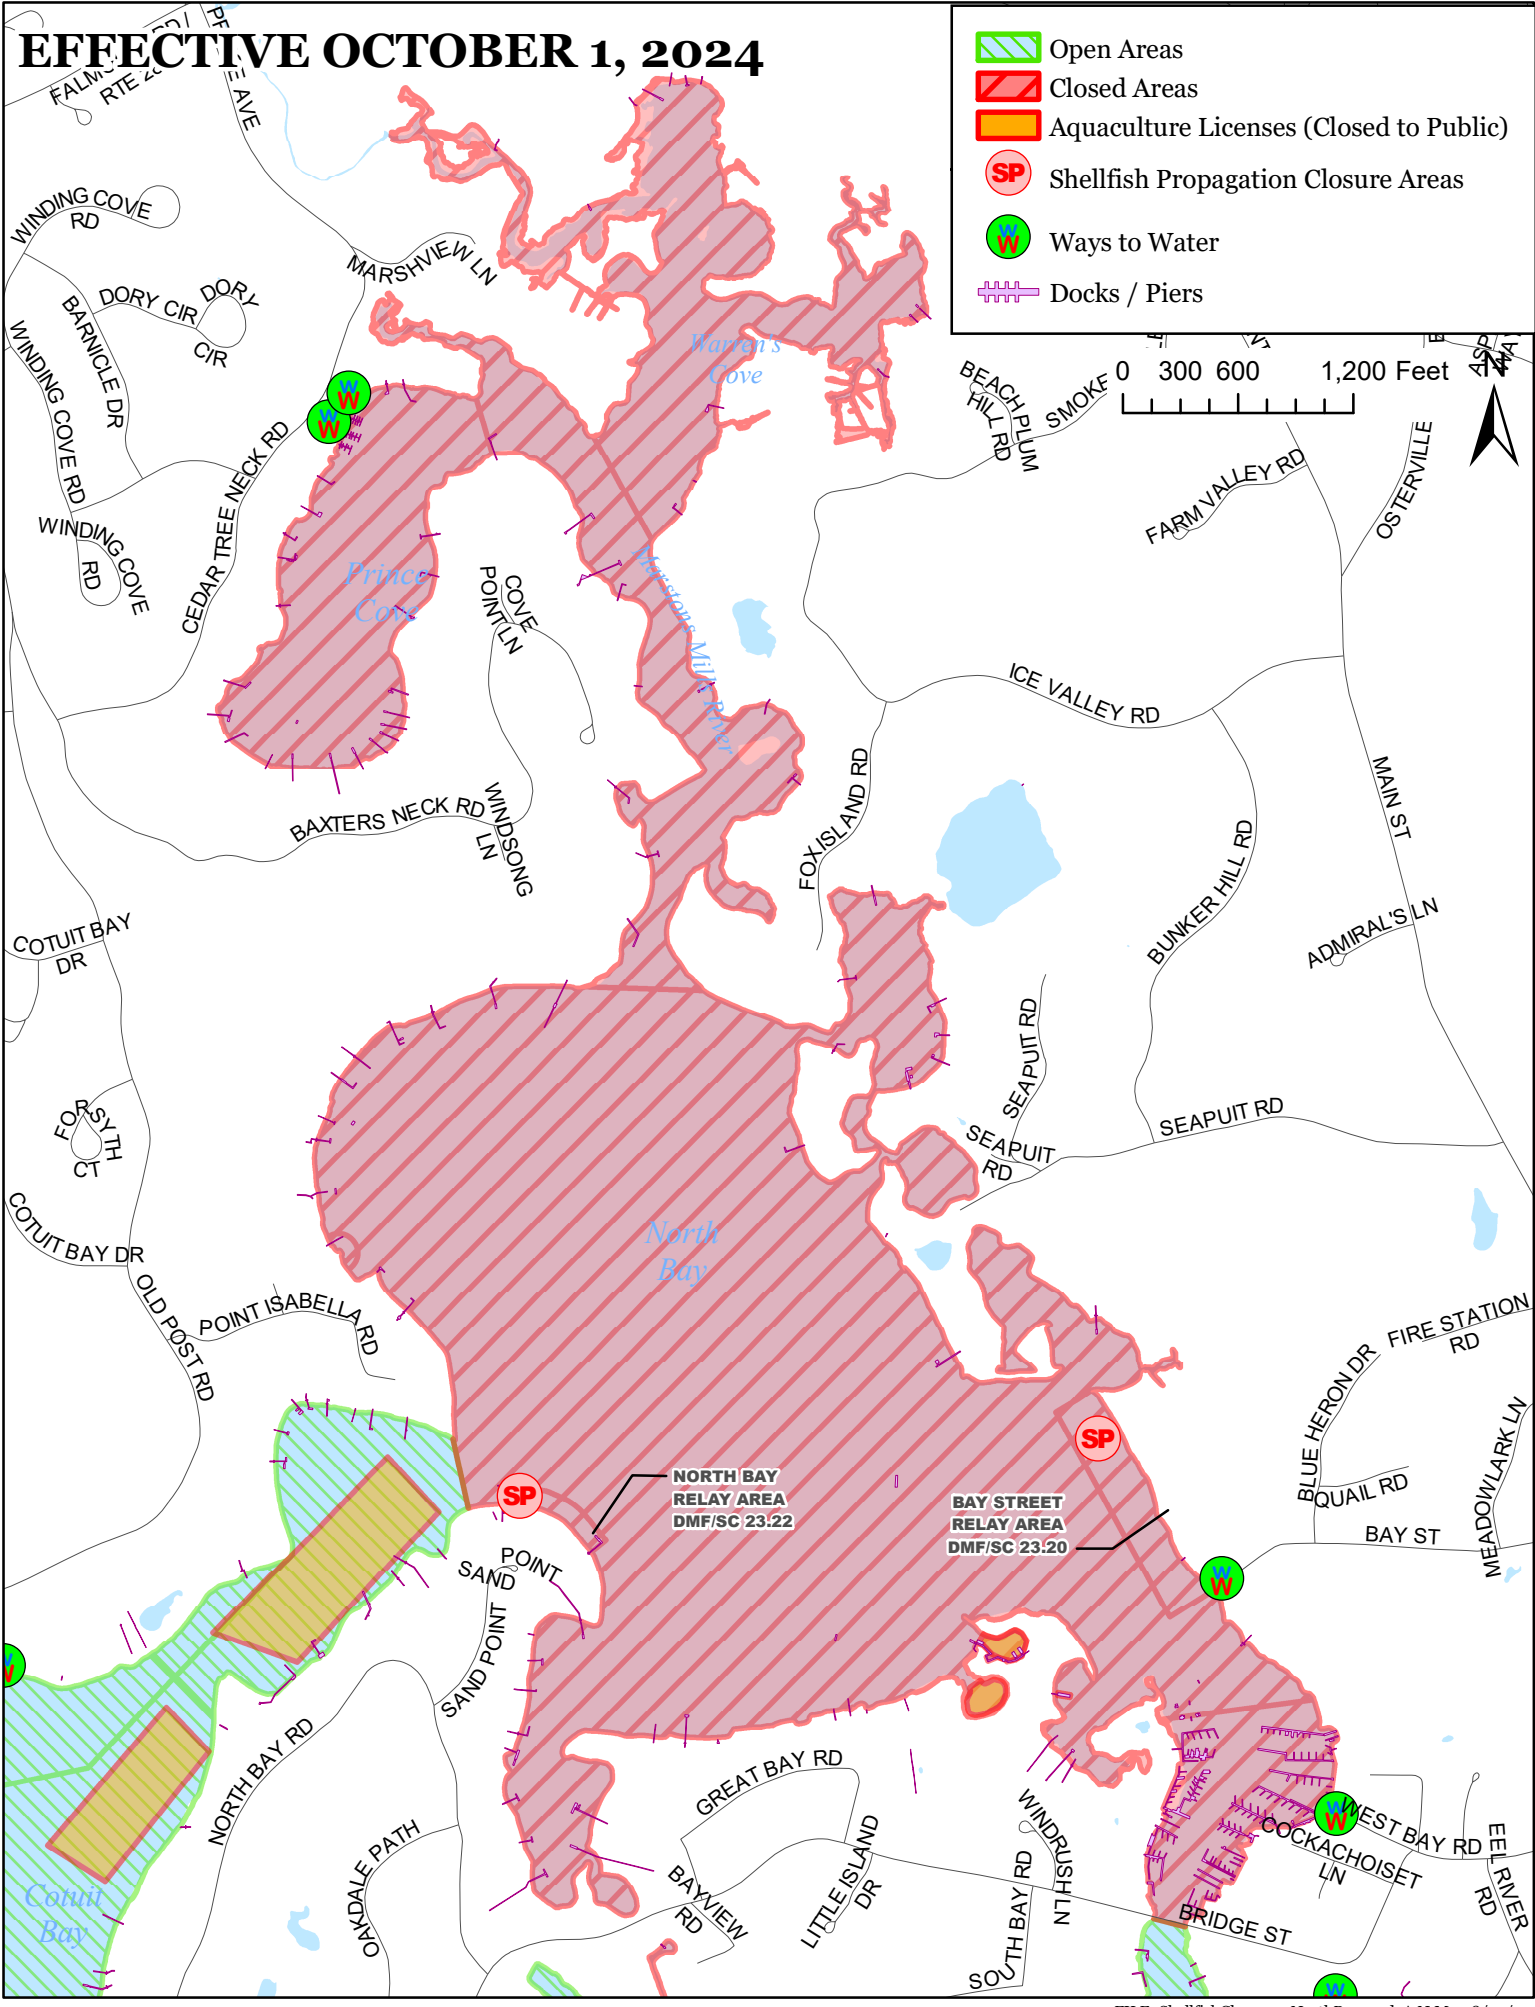 EFFECTIVE OCTOBER 1, 2024
Open Areas
Closed Areas
Aquaculture Licenses (Closed to Public)
SP
Shellfish Propagation Closure Areas
W
W
Ways to Water
Docks / Piers
0 300 600 1,200 Feet
N
RTE
WINDING COVE
RD
MARSHVIEW LN
DORY CIR
DORY
CIR
BARNICLE DR
WINDING COVE RD
WINDING COVE
RD
CEDAR TREE NECK RD
W
W
W
W
Warren's
Cove
BEACH PLUM
HILL RD
SMOKE
FARM VALLEY RD
OSTERVILLE
Prince
Cove
COVE
POINT LN
Marstons Mills River
ICE VALLEY RD
FOX ISLAND RD
MAIN ST
BAXTERS NECK RD
WINDSONG
LN
BUNKER HILL RD
ADMIRAL'S LN
COTUIT BAY
DR
SEAPUIT RD
SEAPUIT RD
SEAPUIT
RD
FORSYTH
CT
COTUIT BAY DR
OLD POST RD
POINT ISABELLA
RD
North
Bay
FIRE STATION
RD
BLUE HERON DR
QUAIL RD
MEADOWLARK LN
BAY ST
SP
SP
NORTH BAY
RELAY AREA
DMF/SC 23.22
BAY STREET
RELAY AREA
DMF/SC 23.20
SAND
POINT
SAND POINT
W
W
NORTH BAY RD
OAKDALE PATH
GREAT BAY RD
LITTLE ISLAND
DR
BAYVIEW
RD
WINDRUSH LN
SOUTH BAY RD
W
W
WEST BAY RD
COCKACHOISET
LN
EEL RIVER
RD
BRIDGE ST
Cotuit
Bay